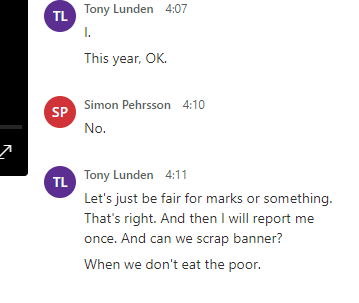 TL Tony Lunden 4:07
I.
This year, OK.
SP Simon Pehrsson 4:10
No.
TL Tony Lunden 4:11
Let's just be fair for marks or something.
That's right. And then I will report me
once. And can we scrap banner?
When we don't eat the poor.